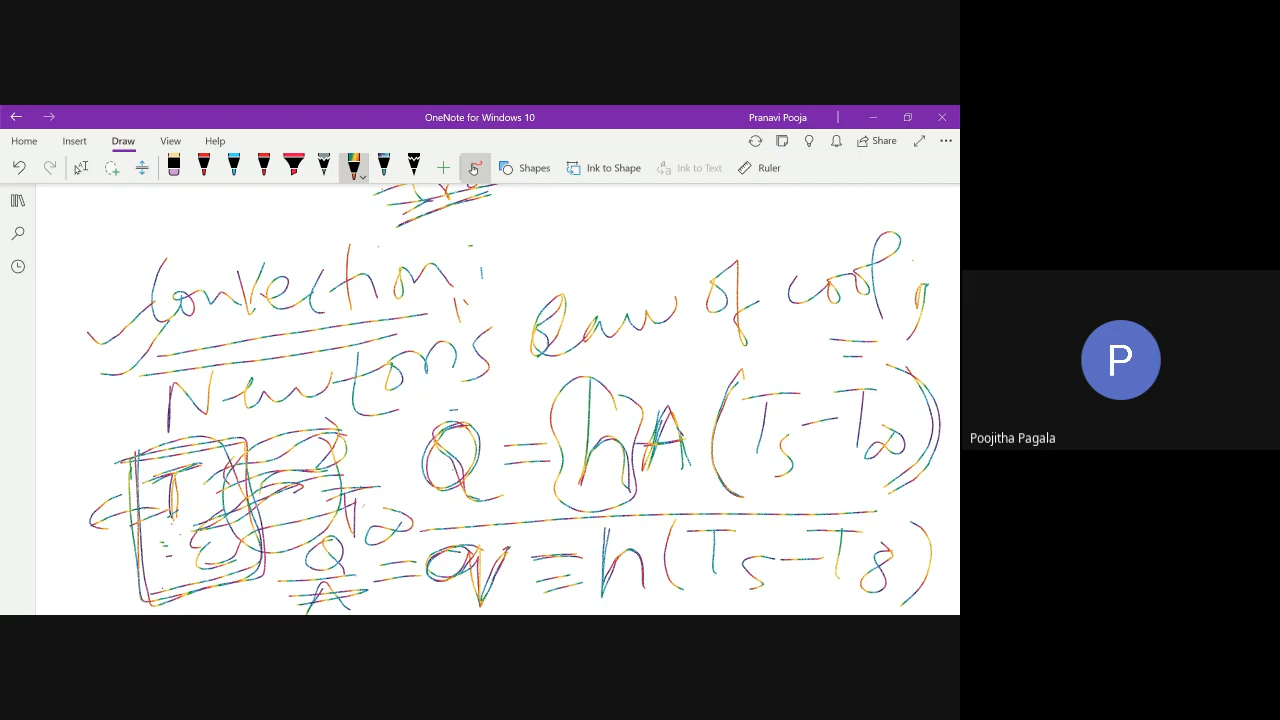 OneNote for Windows 10
Pranavi Pooja
Home Insert Draw View Help
Share
Shapes Ink to Shape Ink to Text Ruler
Convection:
Newtons law of cooling
Q = hA (Ts - T∞)
T∞
Q/A = q = h(Ts - T∞)
P
Poojitha Pagala